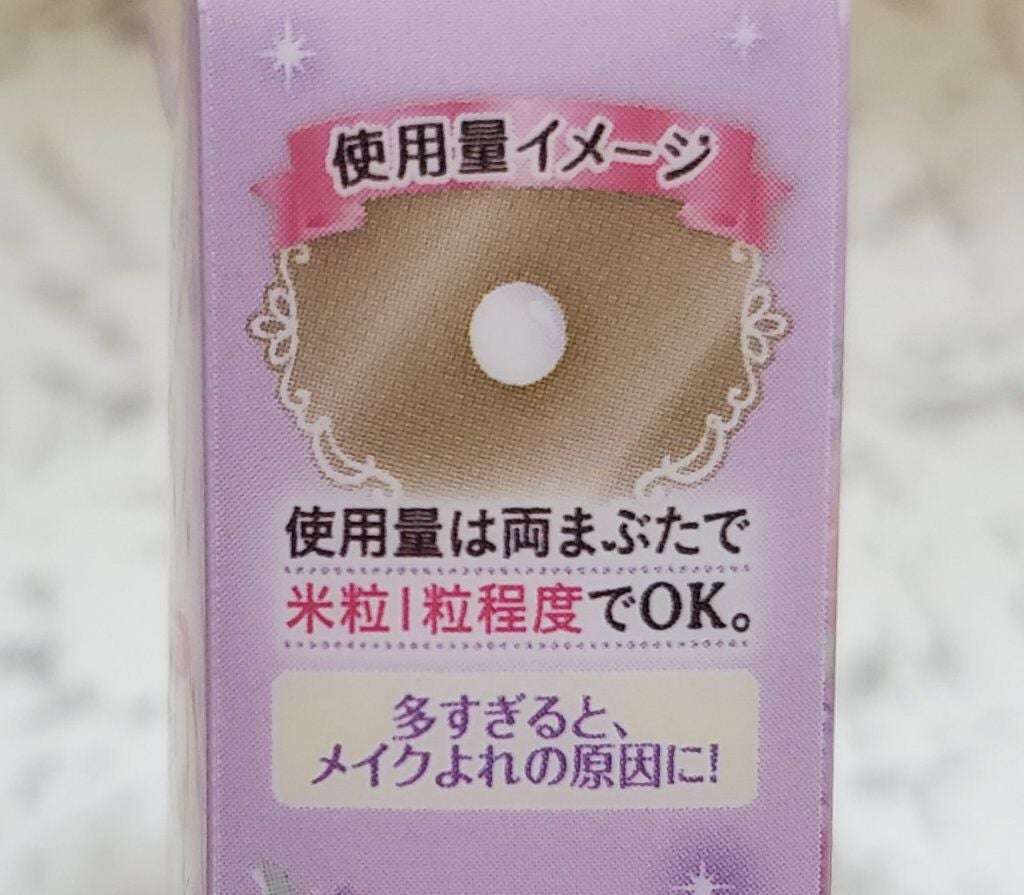 使用量イメージ
使用量は両まぶたで
米粒1粒程度でOK。
多すぎると、
メイクよれの原因に!